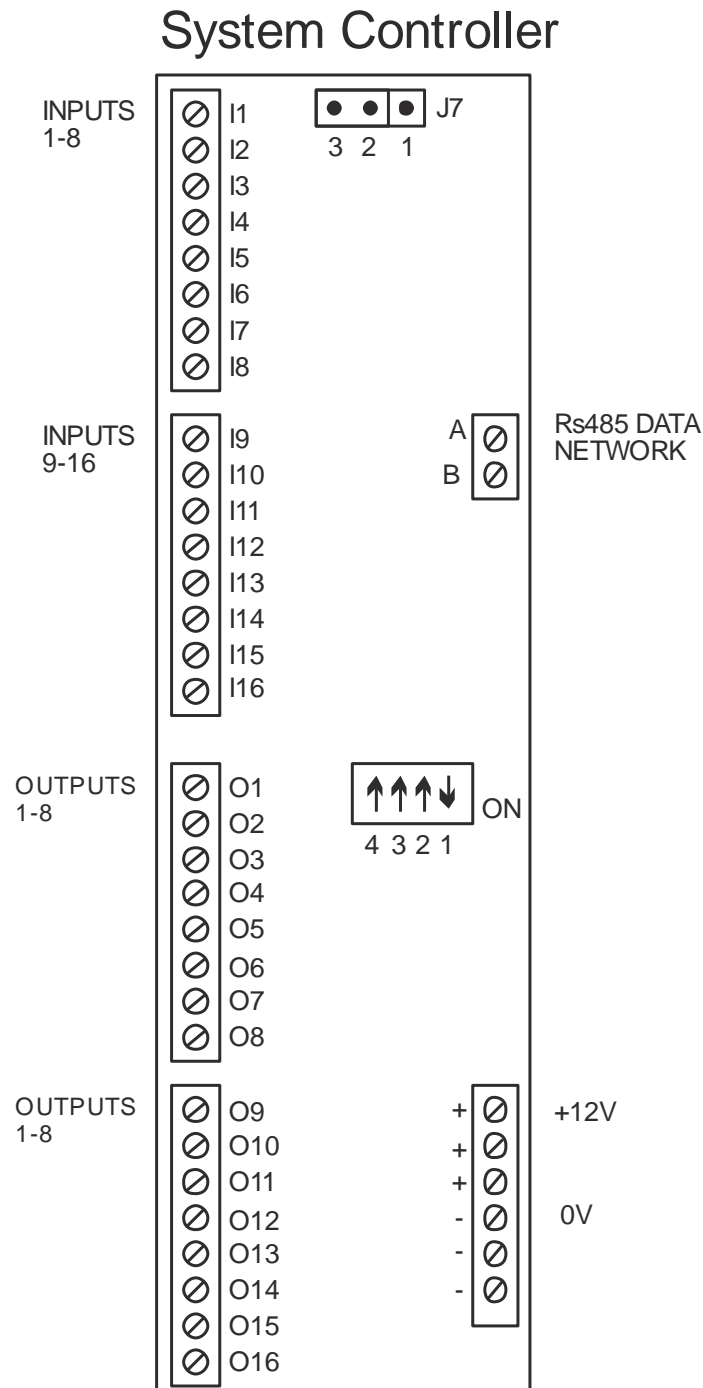 System Controller
INPUTS
1-8
I1
I2
I3
I4
I5
I6
I7
I8
J7
3 2 1
INPUTS
9-16
I9
I10
I11
I12
I13
I14
I15
I16
A
B
Rs485 DATA
NETWORK
OUTPUTS
1-8
O1
O2
O3
O4
O5
O6
O7
O8
ON
4 3 2 1
OUTPUTS
1-8
O9
O10
O11
O12
O13
O14
O15
O16
+ +12V
+
+
- 0V
-
-